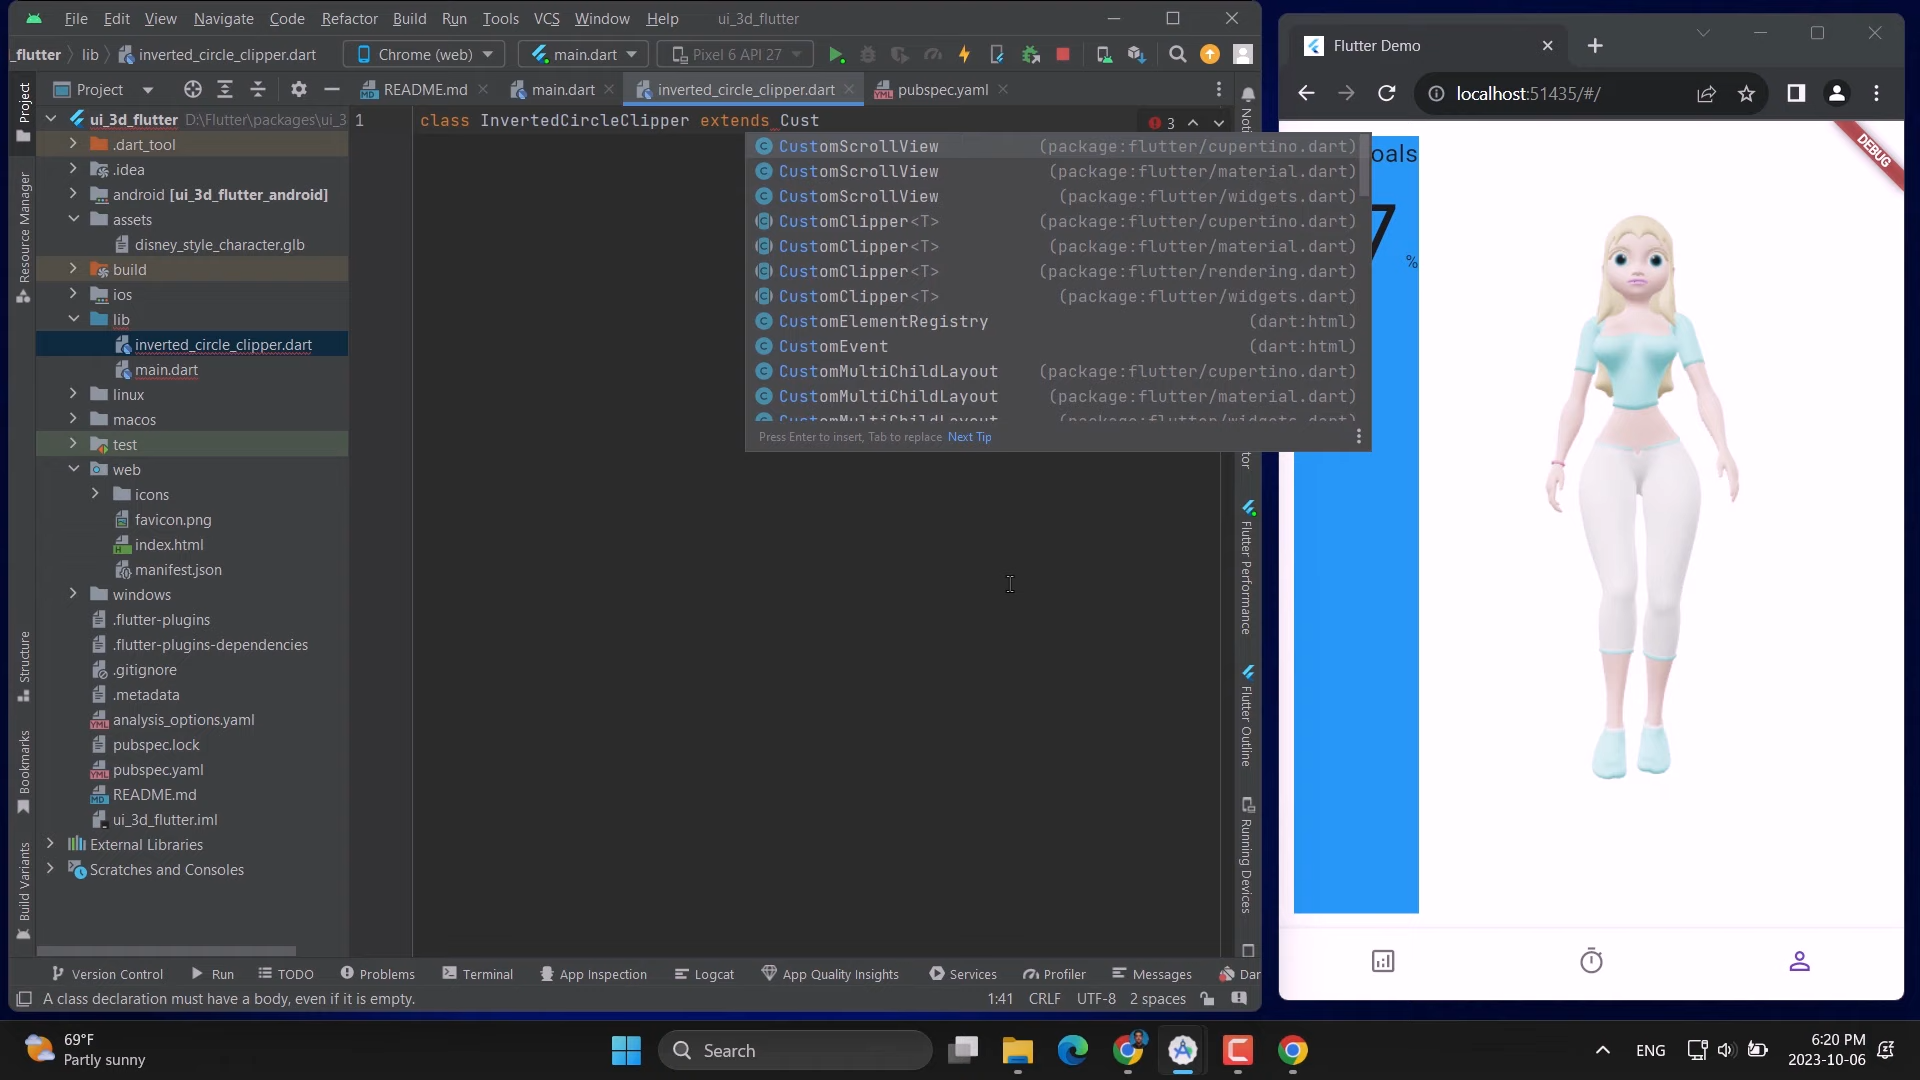 File Edit View Navigate Code Refactor Build Run Tools VCS Window Help ui_3d_flutter
_flutter lib inverted_circle_clipper.dart Chrome (web) main.dart Pixel 6 API 27
Project README.md main.dart inverted_circle_clipper.dart pubspec.yaml
Project
Resource Manager
Structure
Bookmarks
Build Variants
ui_3d_flutter D:\Flutter\packages\ui_3
.dart_tool
.idea
android [ui_3d_flutter_android]
assets
disney_style_character.glb
build
ios
lib
inverted_circle_clipper.dart
main.dart
linux
macos
test
web
icons
favicon.png
index.html
manifest.json
windows
.flutter-plugins
.flutter-plugins-dependencies
.gitignore
.metadata
analysis_options.yaml
pubspec.lock
pubspec.yaml
README.md
ui_3d_flutter.iml
External Libraries
Scratches and Consoles
1 class InvertedCircleClipper extends Cust
3
CustomScrollView (package:flutter/cupertino.dart)
CustomScrollView (package:flutter/material.dart)
CustomScrollView (package:flutter/widgets.dart)
CustomClipper<T> (package:flutter/cupertino.dart)
CustomClipper<T> (package:flutter/material.dart)
CustomClipper<T> (package:flutter/rendering.dart)
CustomClipper<T> (package:flutter/widgets.dart)
CustomElementRegistry (dart:html)
CustomEvent (dart:html)
CustomMultiChildLayout (package:flutter/cupertino.dart)
CustomMultiChildLayout (package:flutter/material.dart)
CustomMultiChildLayout (package:flutter/widgets.dart)
Press Enter to insert, Tab to replace Next Tip
Noti
tor
Flutter Performance
Flutter Outline
Running Devices
Version Control Run TODO Problems Terminal App Inspection Logcat App Quality Insights Services Profiler Messages Dar
A class declaration must have a body, even if it is empty. 1:41 CRLF UTF-8 2 spaces
Flutter Demo
localhost:51435/#/
oals
7 %
DEBUG
69°F
Partly sunny
Search
ENG
6:20 PM
2023-10-06